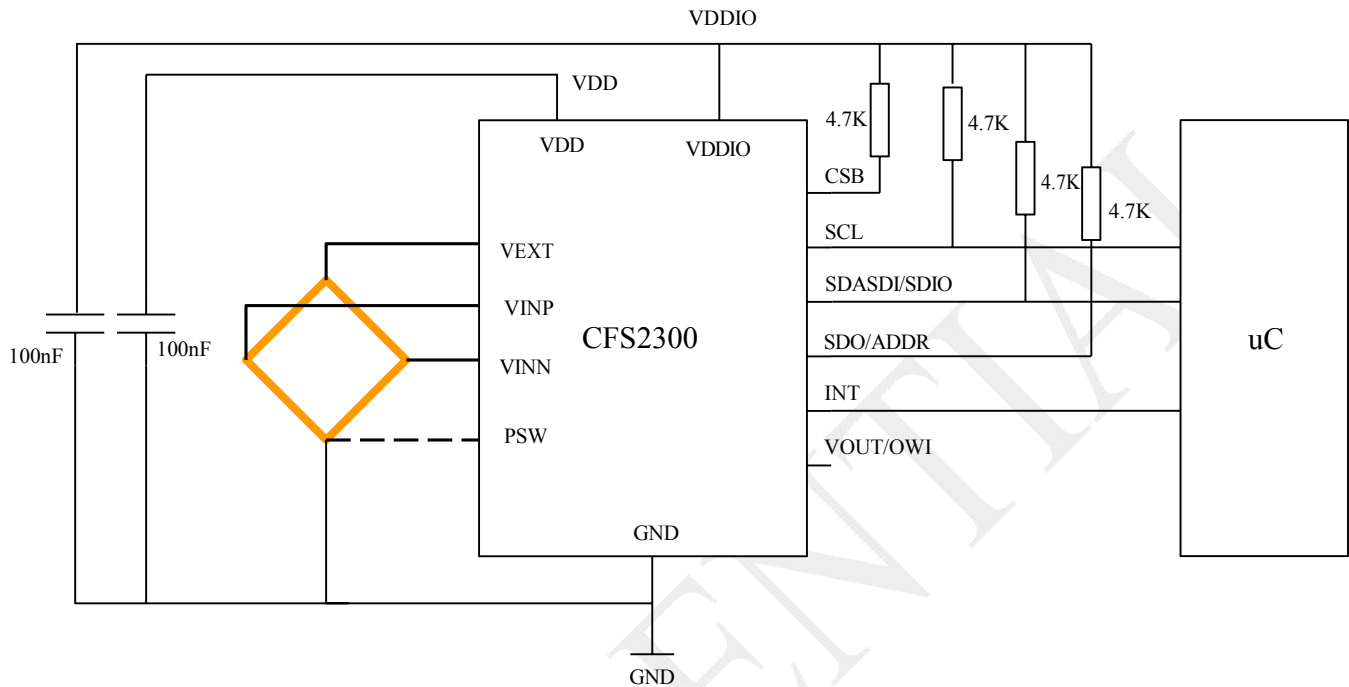 VDDIO
VDD
VDD
VDDIO
4.7K
4.7K
4.7K
4.7K
CSB
SCL
SDASDI/SDIO
SDO/ADDR
INT
VOUT/OWI
VEXT
VINP
VINN
PSW
CFS2300
uC
100nF
100nF
GND
GND
ENTIAL